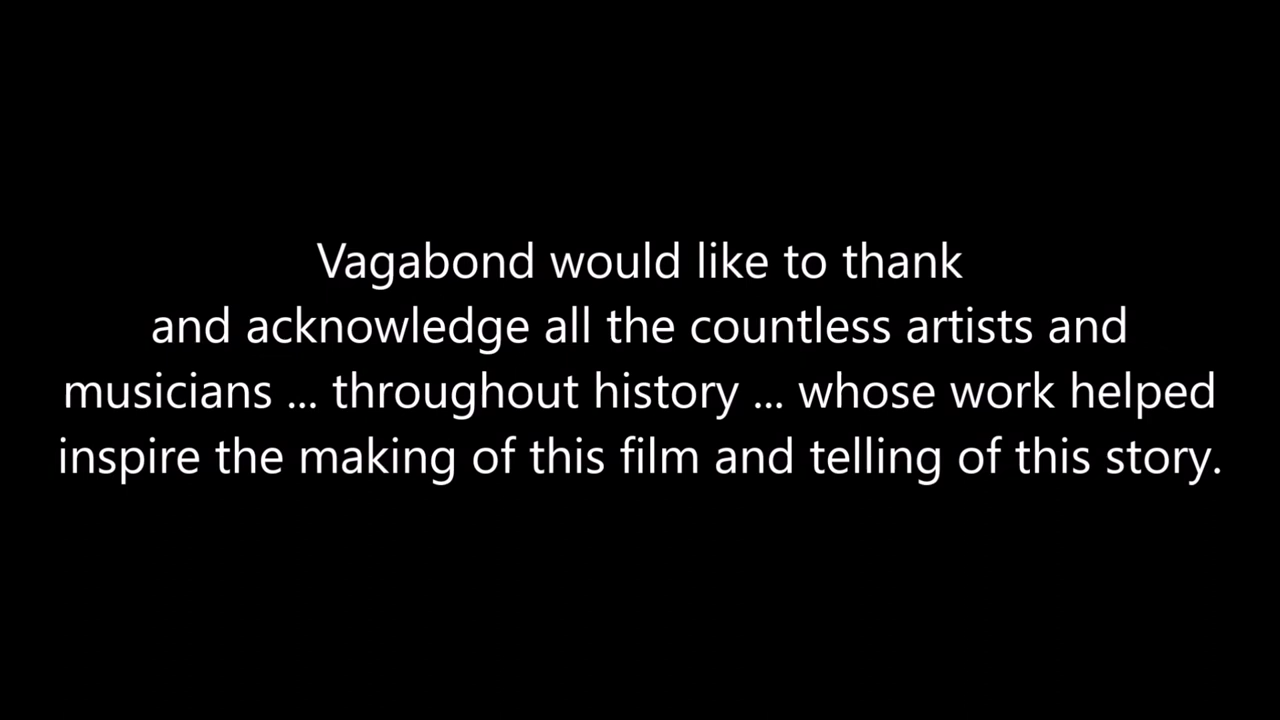 Vagabond would like to thank
and acknowledge all the countless artists and
musicians ... throughout history ... whose work helped
inspire the making of this film and telling of this story.